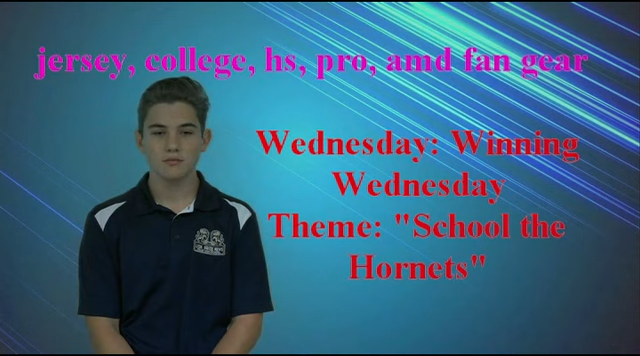 jersey, college, hs, pro, amd fan gear
Wednesday: Winning
Wednesday
Theme: "School the
Hornets"